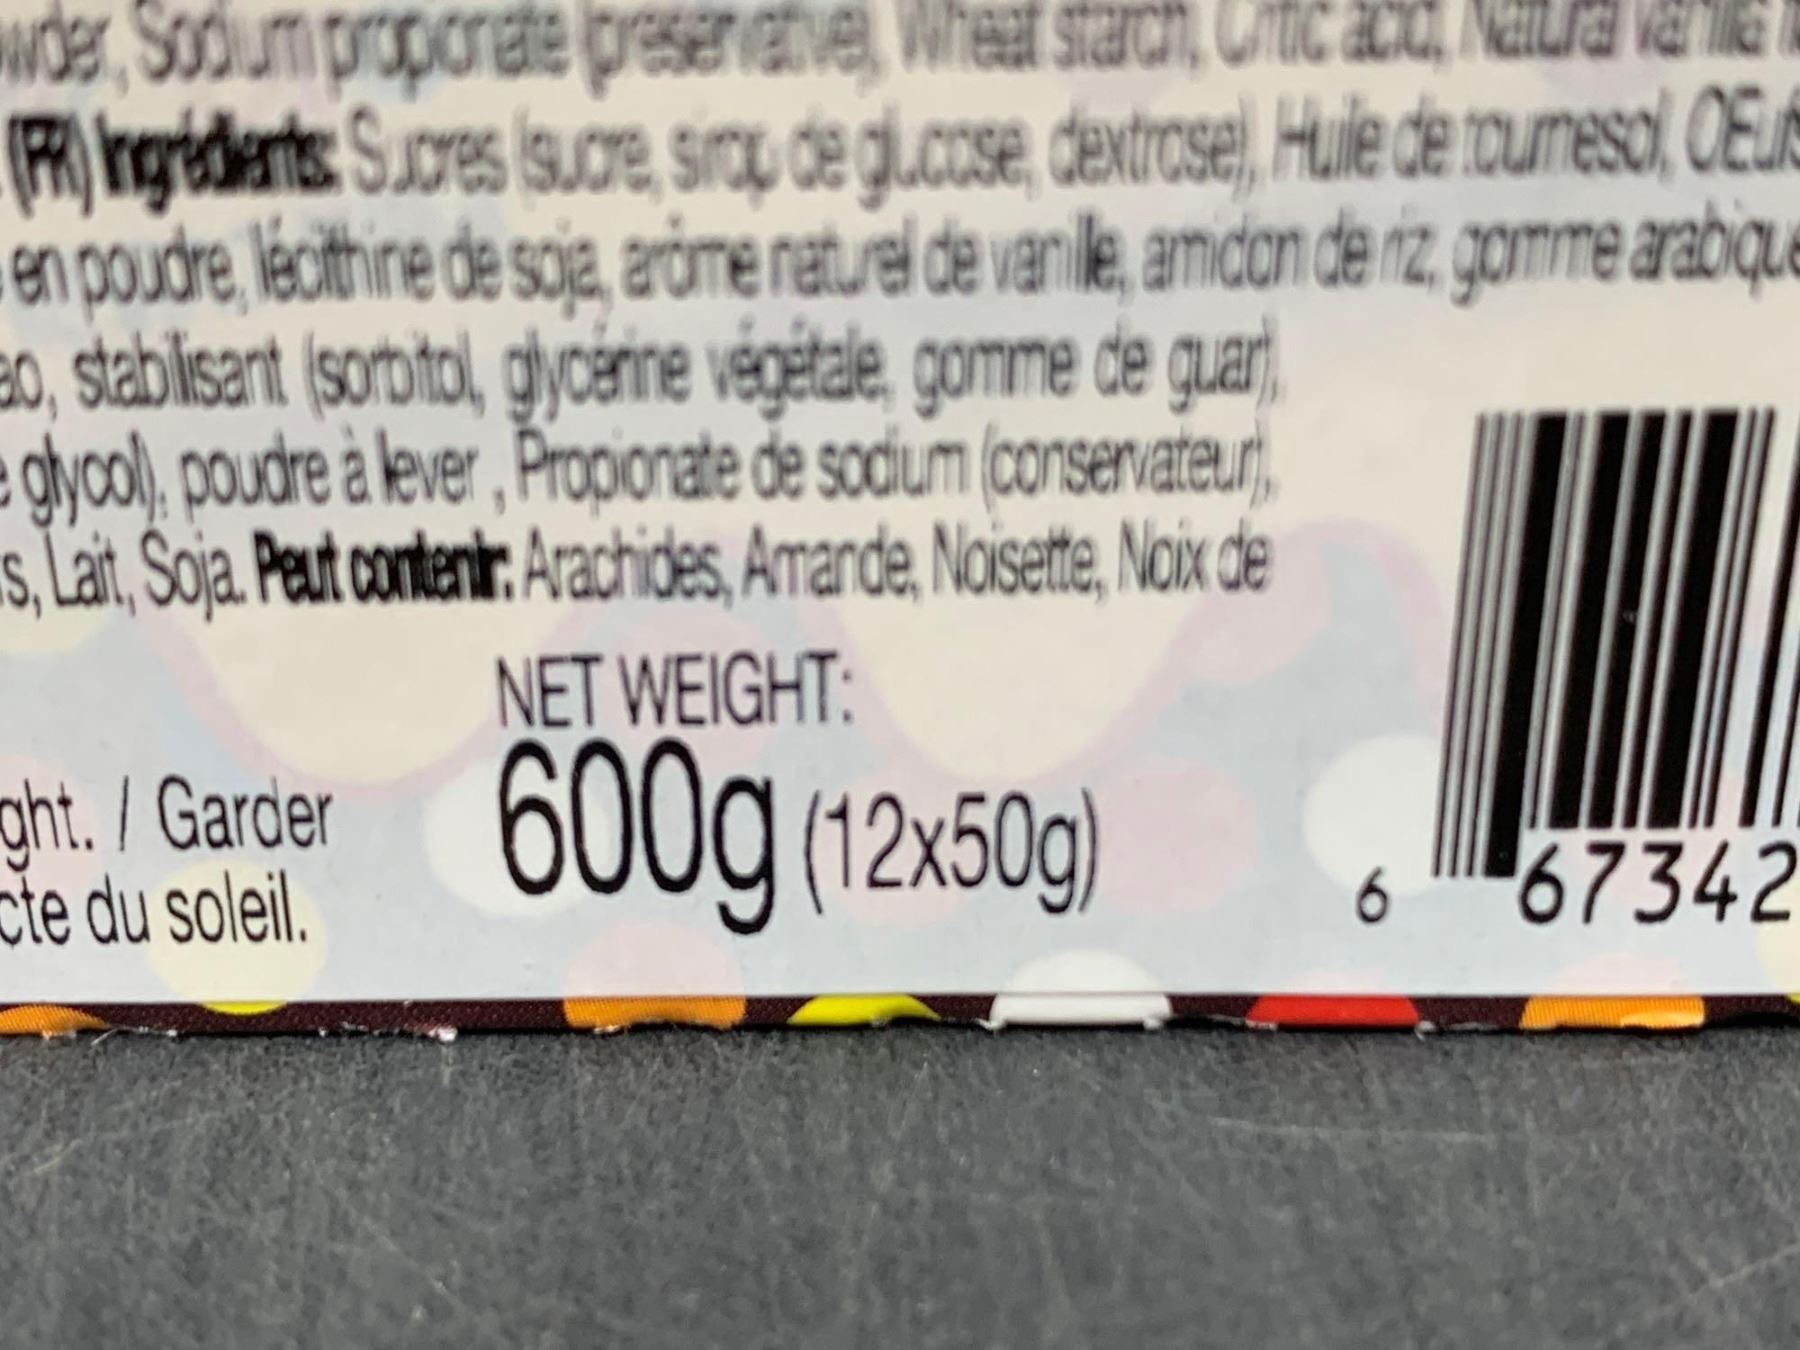 Sodium propionate (preservative), Wheat starch, Citric acid, Natural vanilla
(FR) Ingrédients: Sucres (sucre, sirop de glucose, dextrose), Huile de tournesol, OEufs
en poudre, lécithine de soja, arôme naturel de vanille, amidon de riz, gomme arabique
ao, stabilisant (sorbitol, glycérine végétale, gomme de guar),
e glycol), poudre à lever , Propionate de sodium (conservateur),
s, Lait, Soja. Peut contenir: Arachides, Amande, Noisette, Noix de
NET WEIGHT:
600g (12x50g)
ght. / Garder
cte du soleil.
6 67342